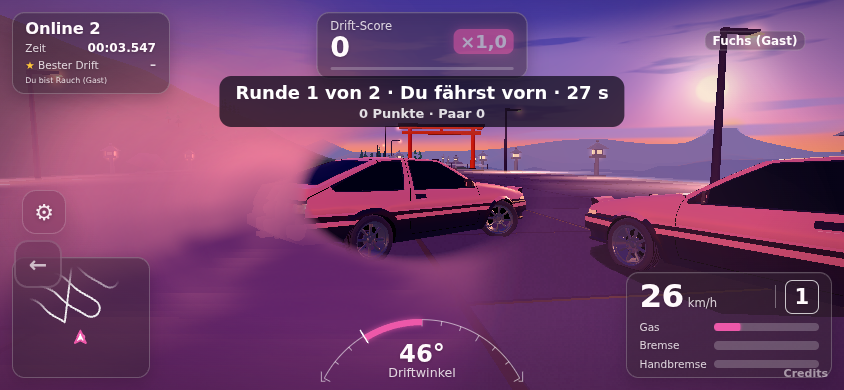 Online 2
Zeit 00:03.547
★ Bester Drift –
Du bist Rauch (Gast)
Drift-Score
0 ×1,0
Fuchs (Gast)
Runde 1 von 2 · Du fährst vorn · 27 s
0 Punkte · Paar 0
46°
Driftwinkel
26 km/h 1
Gas
Bremse
Handbremse
Credits